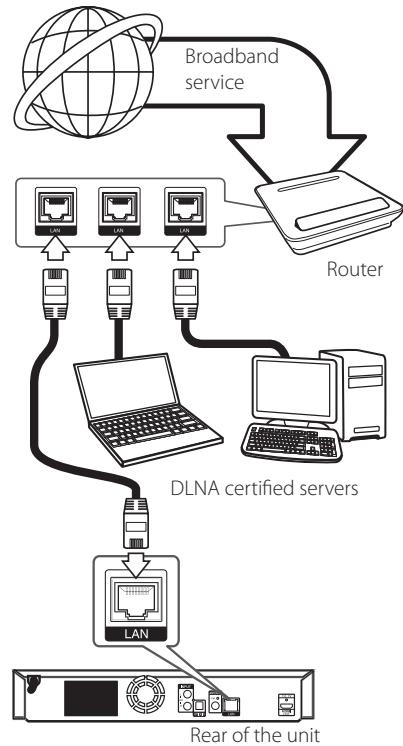 Broadband
service
LAN
LAN
LAN
Router
DLNA certified servers
LAN
Rear of the unit